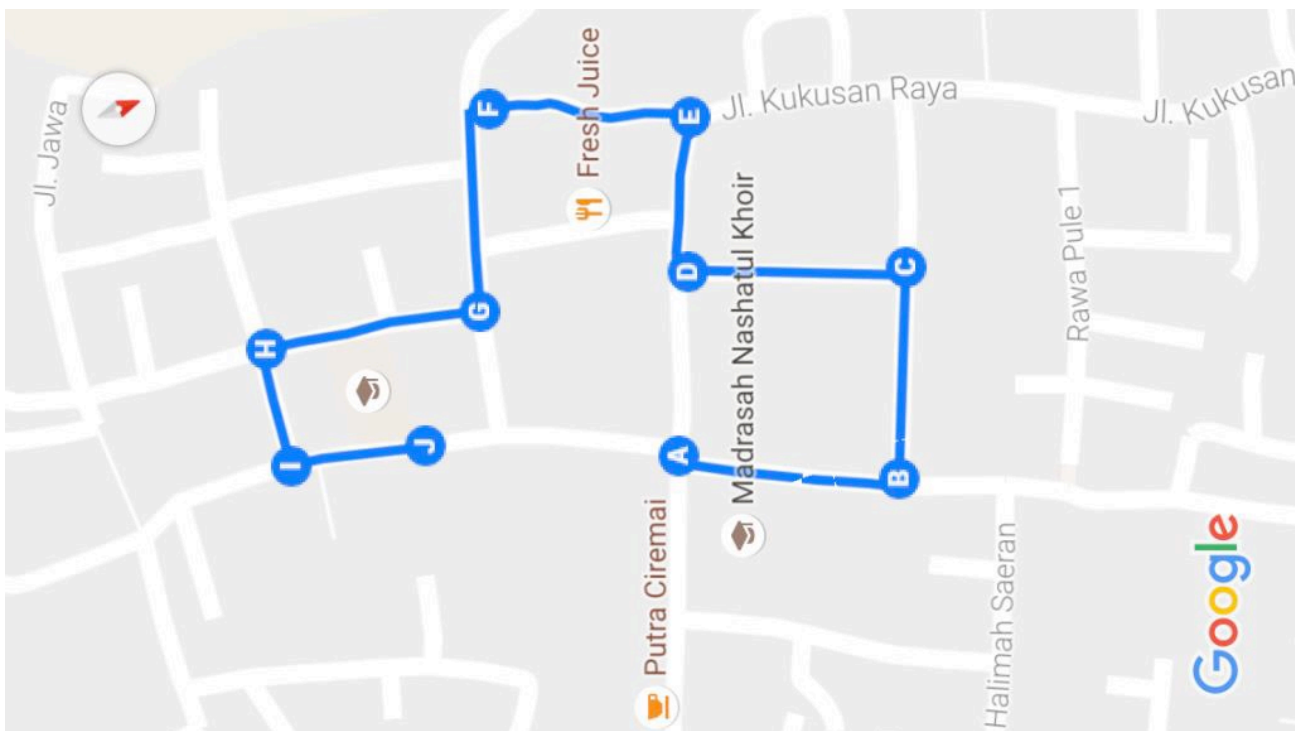 Jl. Jawa
Fresh Juice
Jl. Kukusan Raya
Jl. Kukusan
F
E
Rawa Pule 1
Madrasah Nashatul Khoir
D
C
G
H
I
J
A
B
Putra Ciremai
Halimah Saeran
Google